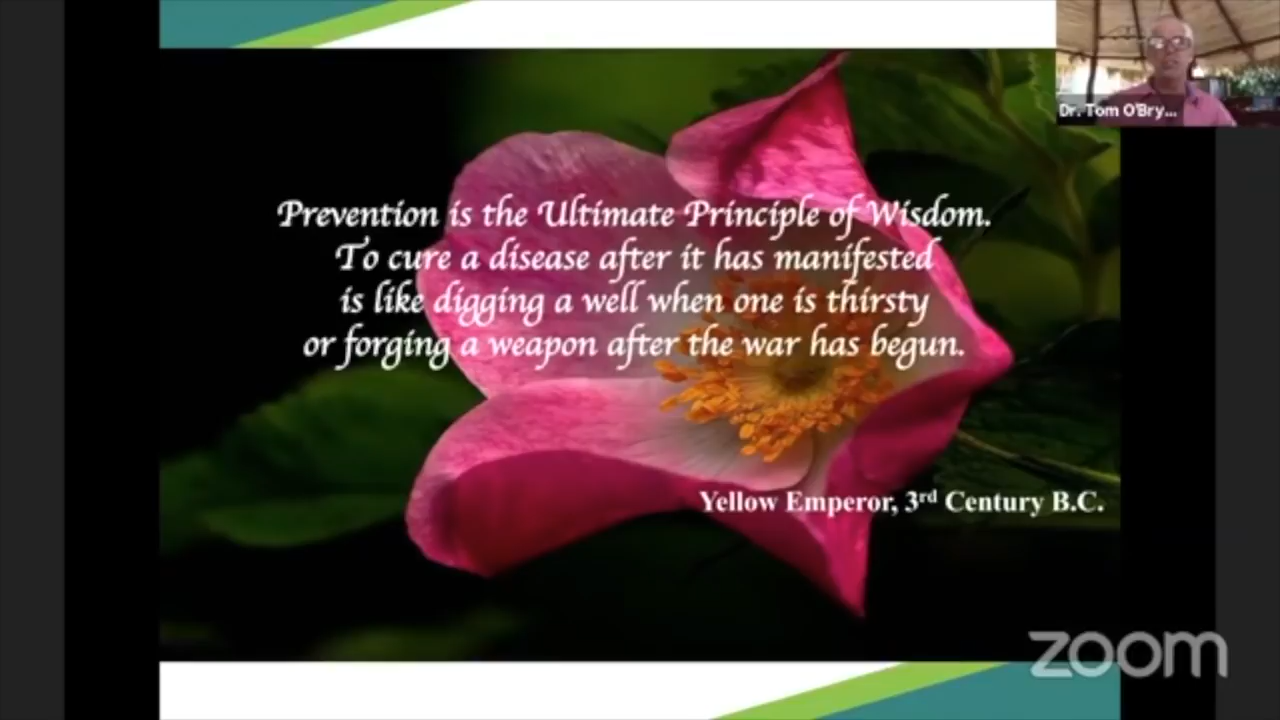 Dr. Tom O'Bry...
Prevention is the Ultimate Principle of Wisdom.
To cure a disease after it has manifested
is like digging a well when one is thirsty
or forging a weapon after the war has begun.
Yellow Emperor, 3rd Century B.C.
zoom